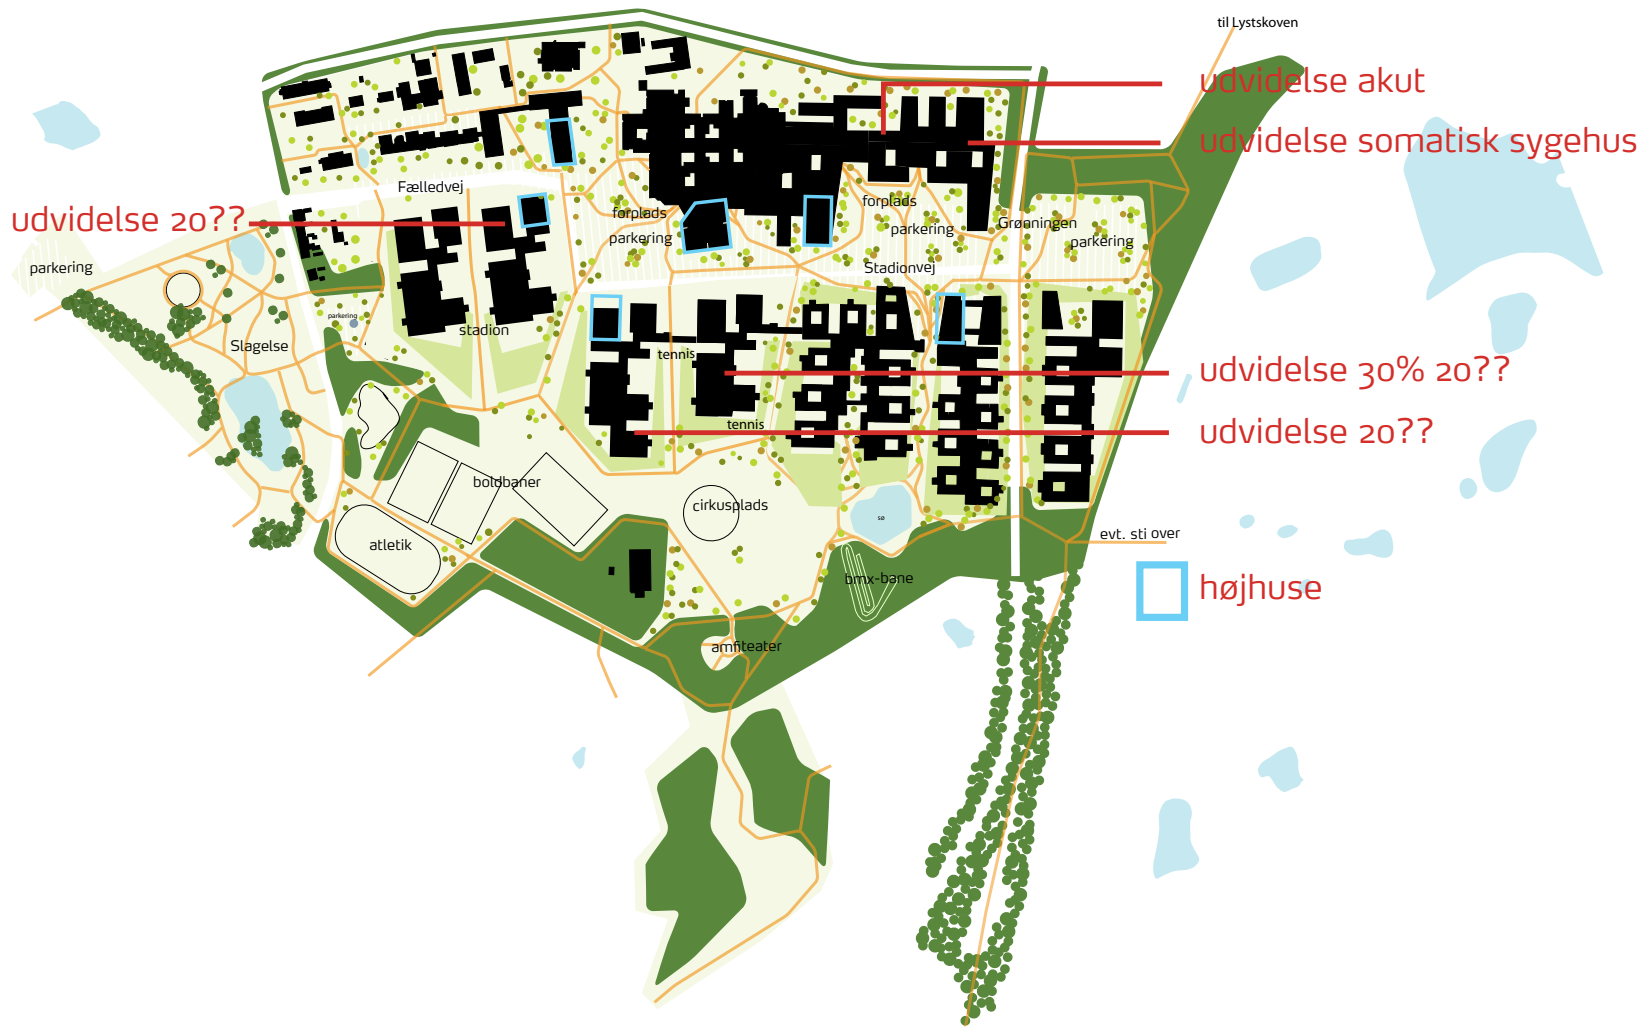 til Lystskoven
udvidelse akut
udvidelse somatisk sygehus
Fælledvej
udvidelse 20??
forplads
parkering
forplads
parkering
Grønningen
parkering
parkering
Stadionvej
parkering
stadion
Slagelse
tennis
udvidelse 30% 20??
tennis
udvidelse 20??
boldbaner
cirkusplads
sø
atletik
evt. sti over
bmx-bane
højhuse
amfiteater